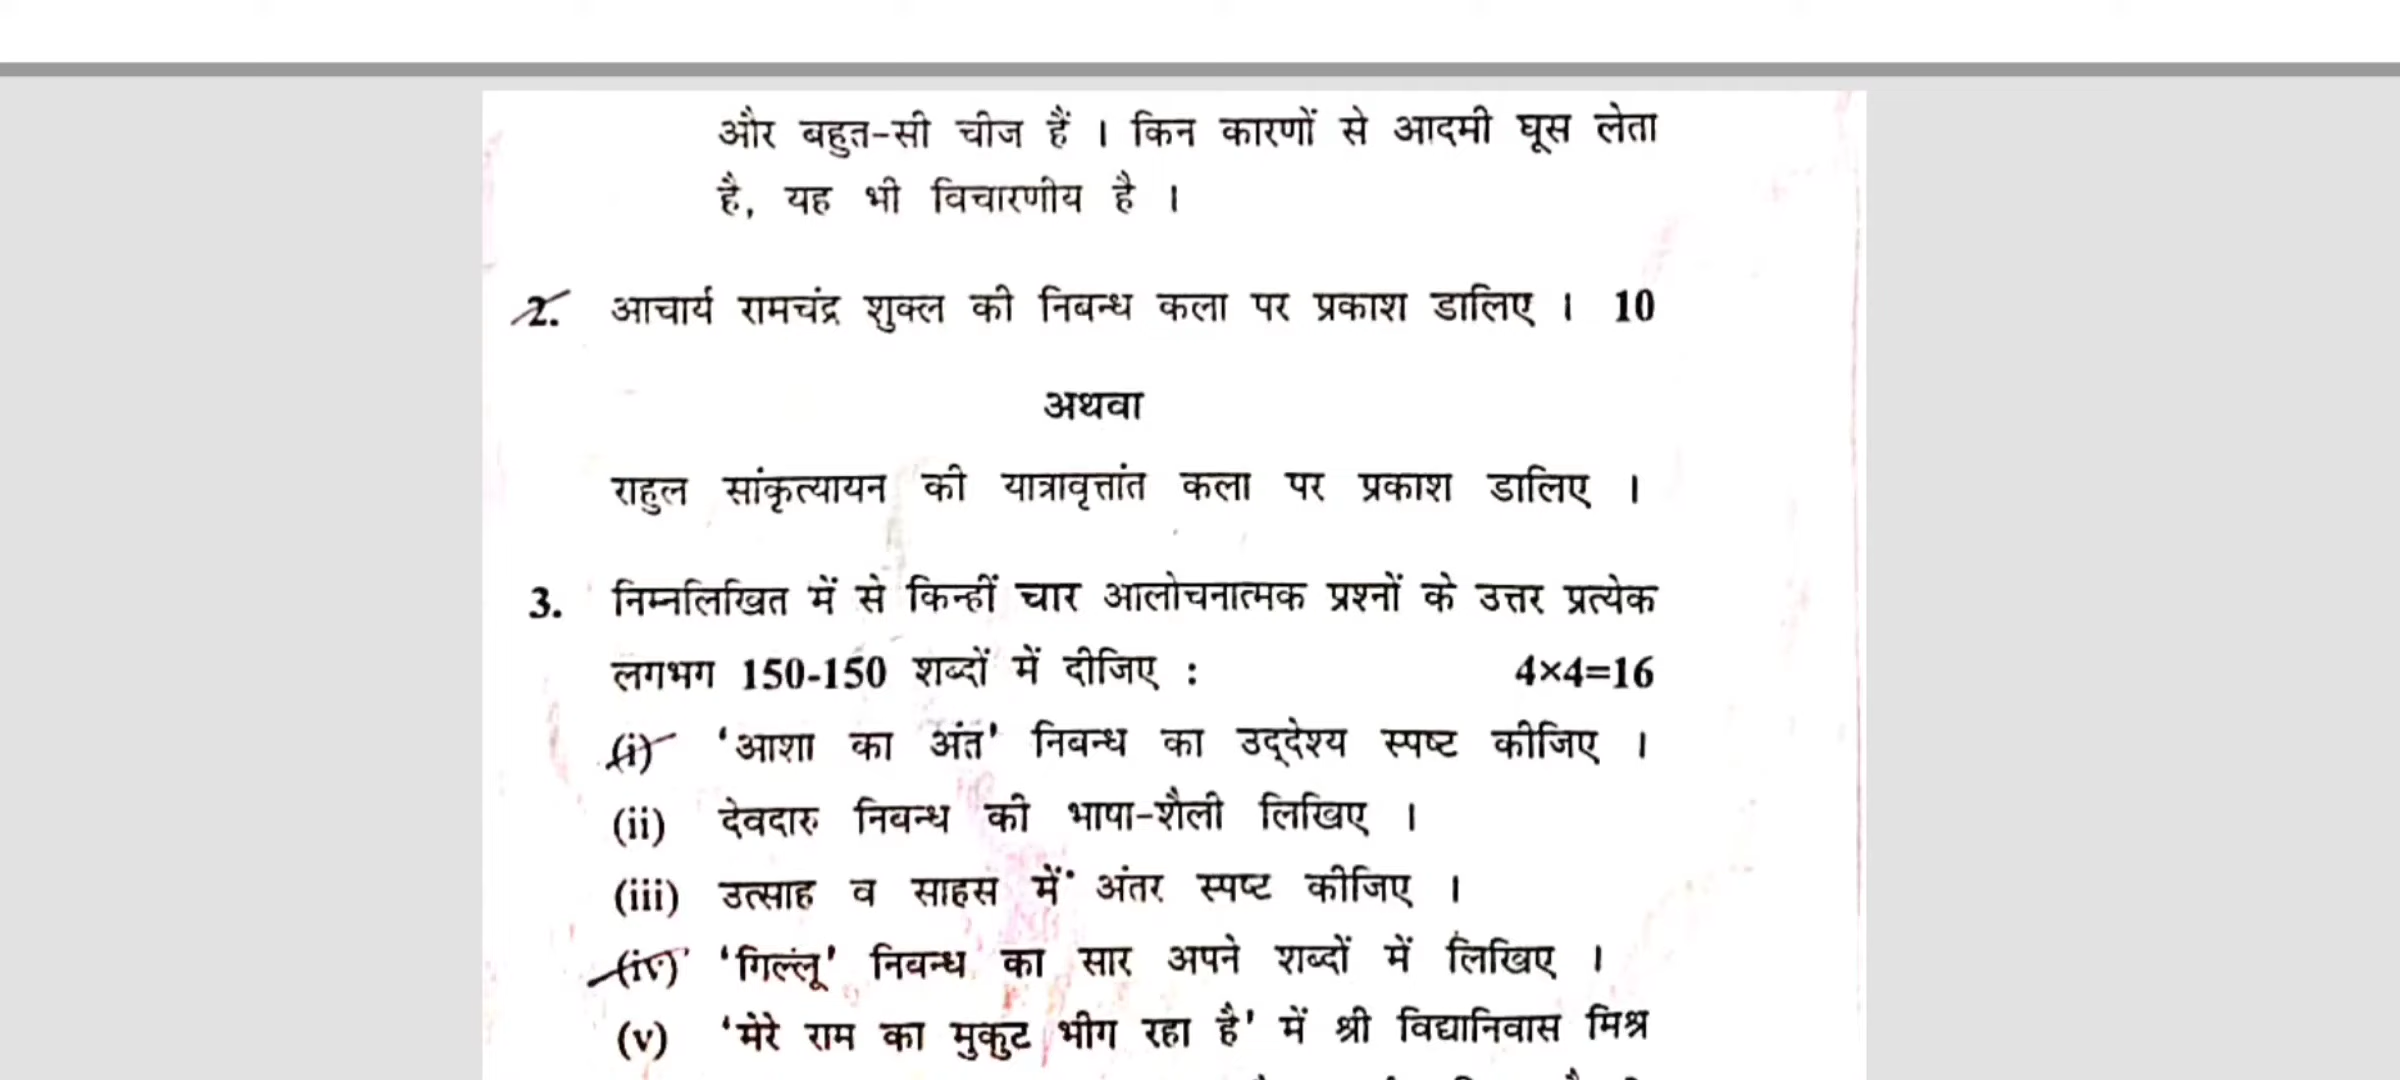 और बहुत-सी चीज हैं । किन कारणों से आदमी घूस लेता
है, यह भी विचारणीय है ।
2. आचार्य रामचंद्र शुक्ल की निबन्ध कला पर प्रकाश डालिए । 10
अथवा
राहुल सांकृत्यायन की यात्रावृत्तांत कला पर प्रकाश डालिए ।
3. निम्नलिखित में से किन्हीं चार आलोचनात्मक प्रश्नों के उत्तर प्रत्येक
लगभग 150-150 शब्दों में दीजिए : 4×4=16
(i) 'आशा का अंत' निबन्ध का उद्देश्य स्पष्ट कीजिए ।
(ii) देवदारु निबन्ध की भाषा-शैली लिखिए ।
(iii) उत्साह व साहस में अंतर स्पष्ट कीजिए ।
(iv) 'गिल्लू' निबन्ध का सार अपने शब्दों में लिखिए ।
(v) 'मेरे राम का मुकुट भीग रहा है' में श्री विद्यानिवास मिश्र